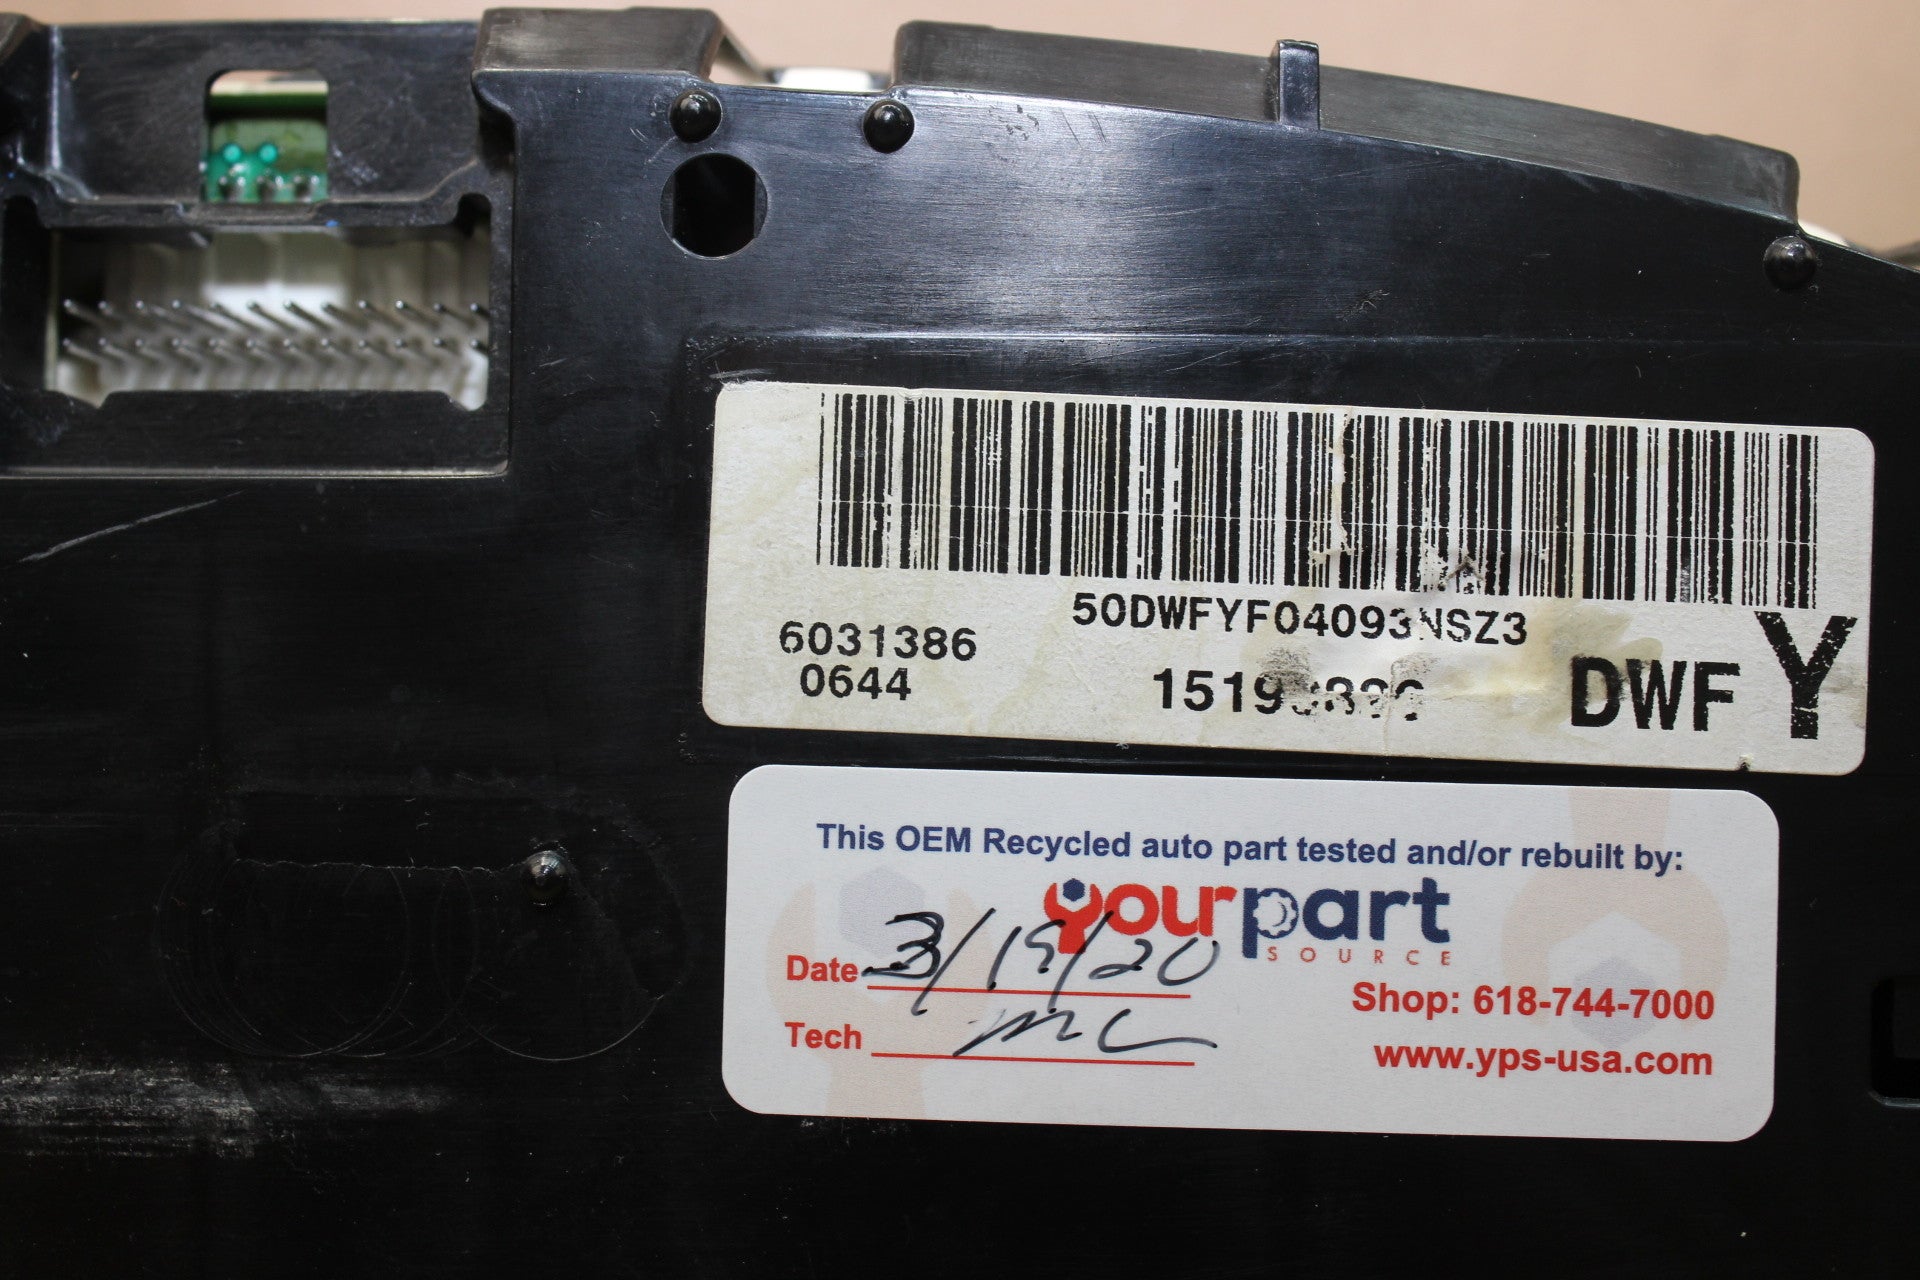 50DWFYF04093NSZ3
6031386
0644
DWF Y
This OEM Recycled auto part tested and/or rebuilt by:
yourpart
SOURCE
Date 3/19/20
Shop: 618-744-7000
Tech MC
www.yps-usa.com